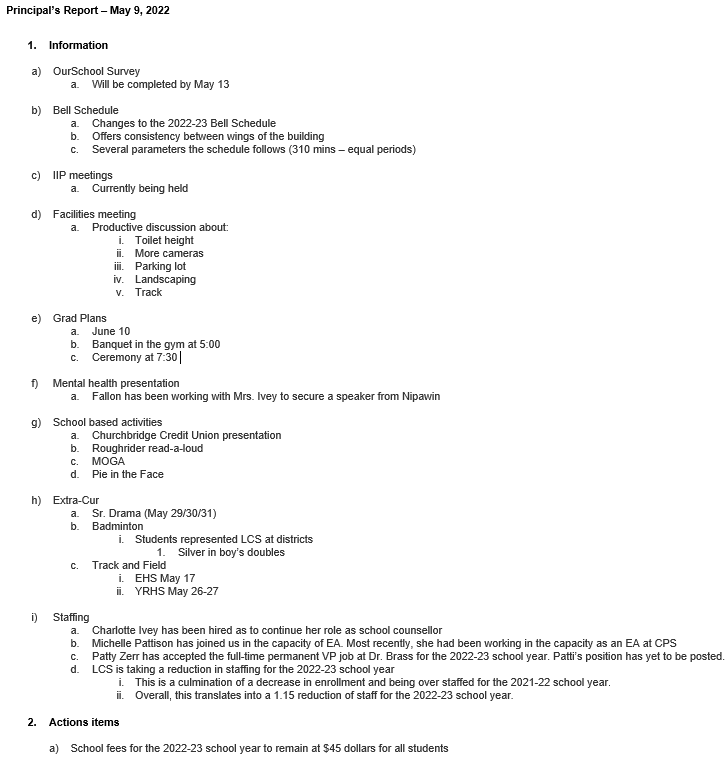 Principal's Report – May 9, 2022
1. Information
a) OurSchool Survey
a. Will be completed by May 13
b) Bell Schedule
a. Changes to the 2022-23 Bell Schedule
b. Offers consistency between wings of the building
c. Several parameters the schedule follows (310 mins – equal periods)
c) IIP meetings
a. Currently being held
d) Facilities meeting
a. Productive discussion about:
i. Toilet height
ii. More cameras
iii. Parking lot
iv. Landscaping
v. Track
e) Grad Plans
a. June 10
b. Banquet in the gym at 5:00
c. Ceremony at 7:30
f) Mental health presentation
a. Fallon has been working with Mrs. Ivey to secure a speaker from Nipawin
g) School based activities
a. Churchbridge Credit Union presentation
b. Roughrider read-a-loud
c. MOGA
d. Pie in the Face
h) Extra-Cur
a. Sr. Drama (May 29/30/31)
b. Badminton
i. Students represented LCS at districts
1. Silver in boy's doubles
c. Track and Field
i. EHS May 17
ii. YRHS May 26-27
i) Staffing
a. Charlotte Ivey has been hired as to continue her role as school counsellor
b. Michelle Pattison has joined us in the capacity of EA. Most recently, she had been working in the capacity as an EA at CPS
c. Patty Zerr has accepted the full-time permanent VP job at Dr. Brass for the 2022-23 school year. Patti's position has yet to be posted.
d. LCS is taking a reduction in staffing for the 2022-23 school year
i. This is a culmination of a decrease in enrollment and being over staffed for the 2021-22 school year.
ii. Overall, this translates into a 1.15 reduction of staff for the 2022-23 school year.
2. Actions items
a) School fees for the 2022-23 school year to remain at $45 dollars for all students